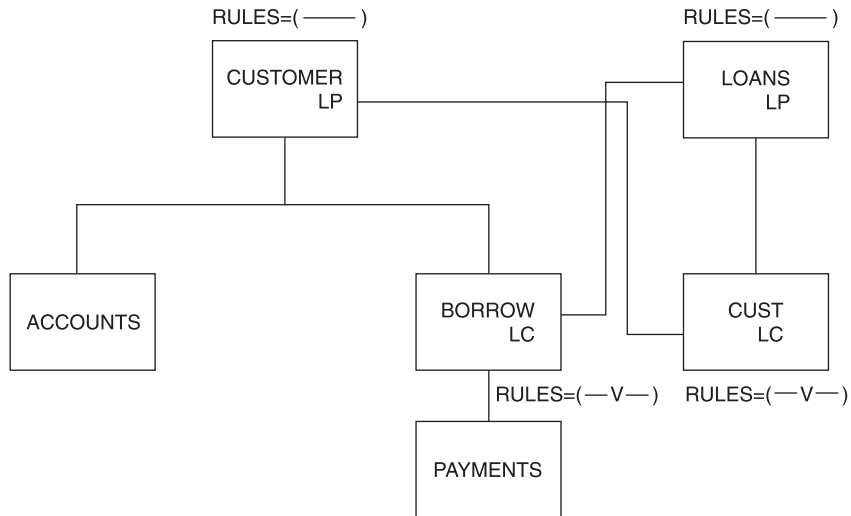 RULES=( —— )
RULES=( —— )
CUSTOMER
LP
LOANS
LP
ACCOUNTS
BORROW
LC
CUST
LC
RULES=( —V— )
RULES=( —V— )
PAYMENTS